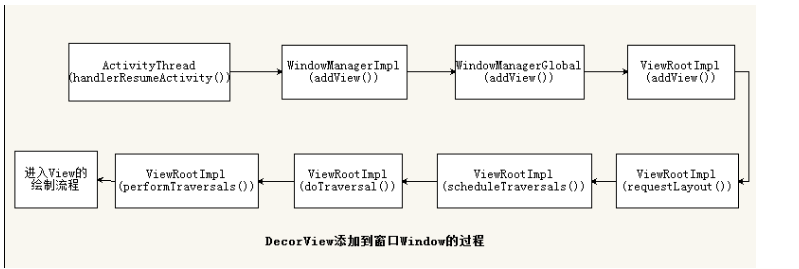 ActivityThread
(handlerResumeActivity())
WindowManagerImpl
(addView())
WindowManagerGlobal
(addView())
ViewRootImpl
(addView())
ViewRootImpl
(requestLayout())
ViewRootImpl
(scheduleTraversals())
ViewRootImpl
(doTraversal())
ViewRootImpl
(performTraversals())
进入View的
绘制流程
DecorView添加到窗口Window的过程